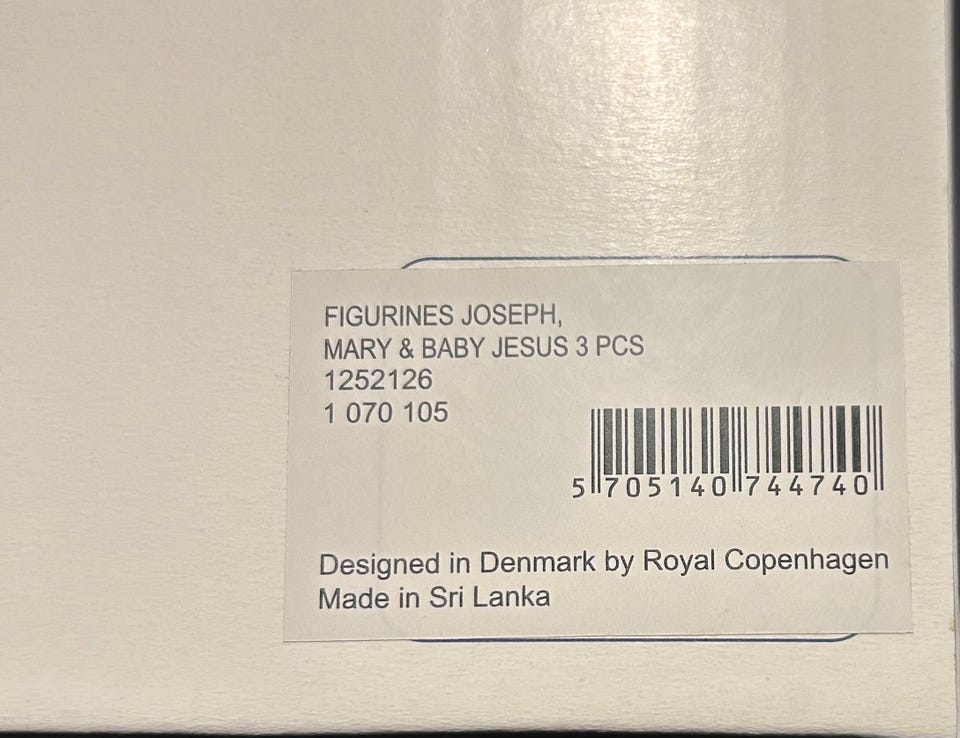 FIGURINES JOSEPH,
MARY & BABY JESUS 3 PCS
1252126
1 070 105
5 705140 744740
Designed in Denmark by Royal Copenhagen
Made in Sri Lanka